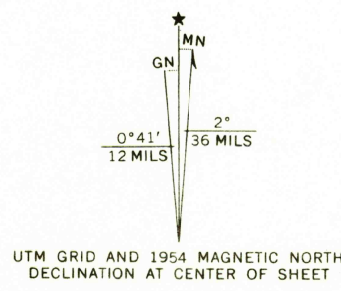 MN
GN
0°41′
12 MILS
2°
36 MILS
UTM GRID AND 1954 MAGNETIC NORTH
DECLINATION AT CENTER OF SHEET